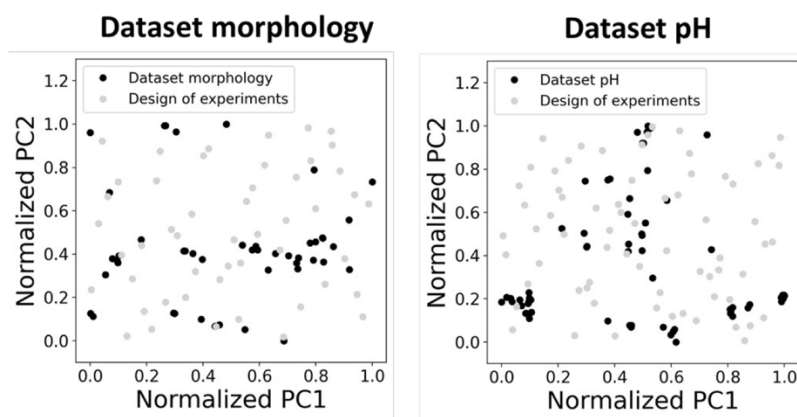 Dataset morphology
Dataset pH
1.2
1.0
0.8
0.6
0.4
0.2
0.0
Normalized PC2
Dataset morphology
Design of experiments
0.0 0.2 0.4 0.6 0.8 1.0
Normalized PC1
1.2
1.0
0.8
0.6
0.4
0.2
0.0
Normalized PC2
Dataset pH
Design of experiments
0.0 0.2 0.4 0.6 0.8 1.0
Normalized PC1